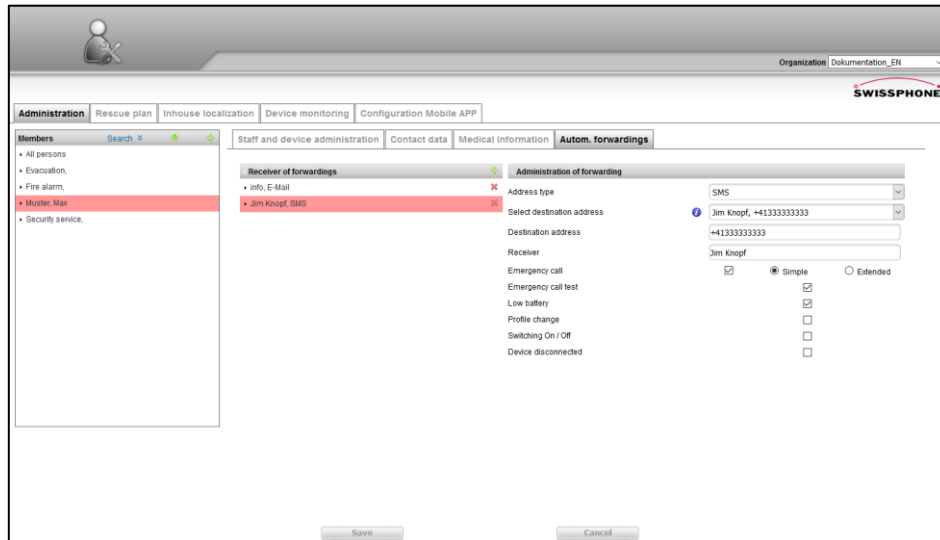 Organization Dokumentation_EN
SWISSPHONE
Administration Rescue plan Inhouse localization Device monitoring Configuration Mobile APP
Members Search
All persons
Evacuation,
Fire alarm,
Muster, Max
Security service,
Staff and device administration Contact data Medical information Autom. forwardings
Receiver of forwardings
info, E-Mail
Jim Knopf, SMS
Administration of forwarding
Address type SMS
Select destination address Jim Knopf, +41333333333
Destination address +41333333333
Receiver Jim Knopf
Emergency call Simple Extended
Emergency call test
Low battery
Profile change
Switching On / Off
Device disconnected
Save Cancel